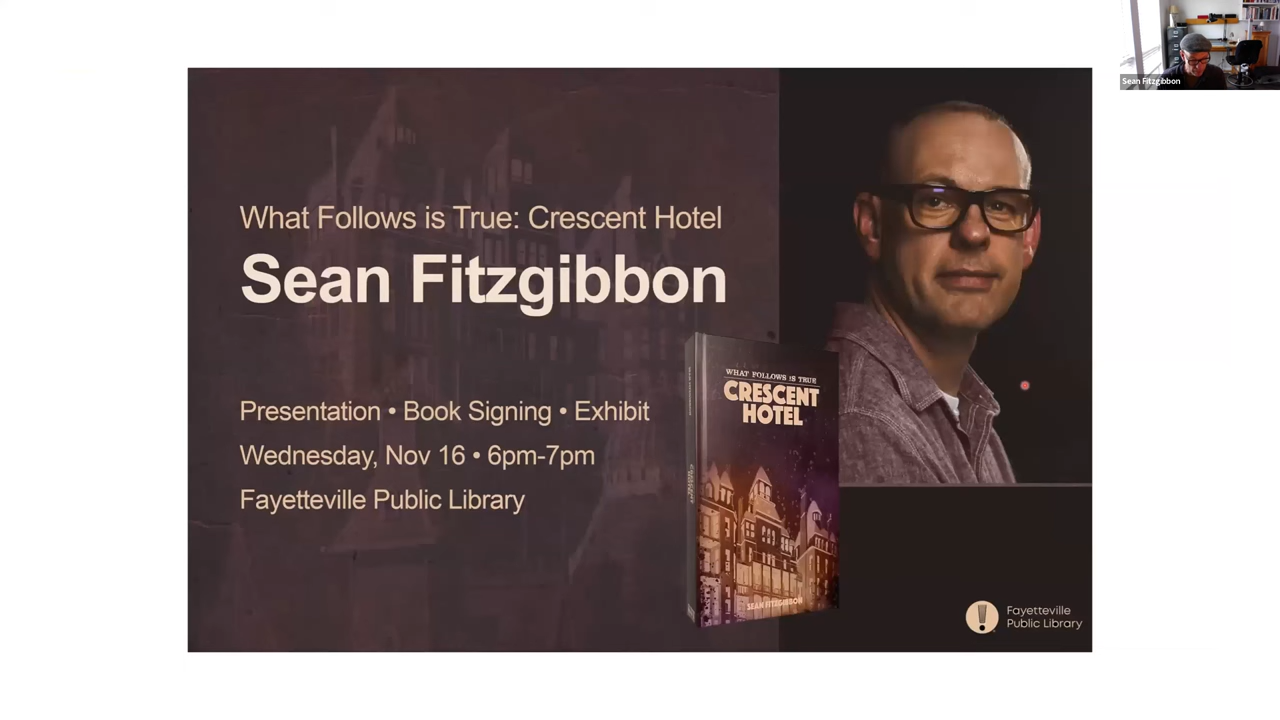 Sean Fitzgibbon
What Follows is True: Crescent Hotel
Sean Fitzgibbon
Presentation • Book Signing • Exhibit
Wednesday, Nov 16 • 6pm-7pm
Fayetteville Public Library
WHAT FOLLOWS IS TRUE
CRESCENT
HOTEL
SEAN FITZGIBBON
Fayetteville
Public Library